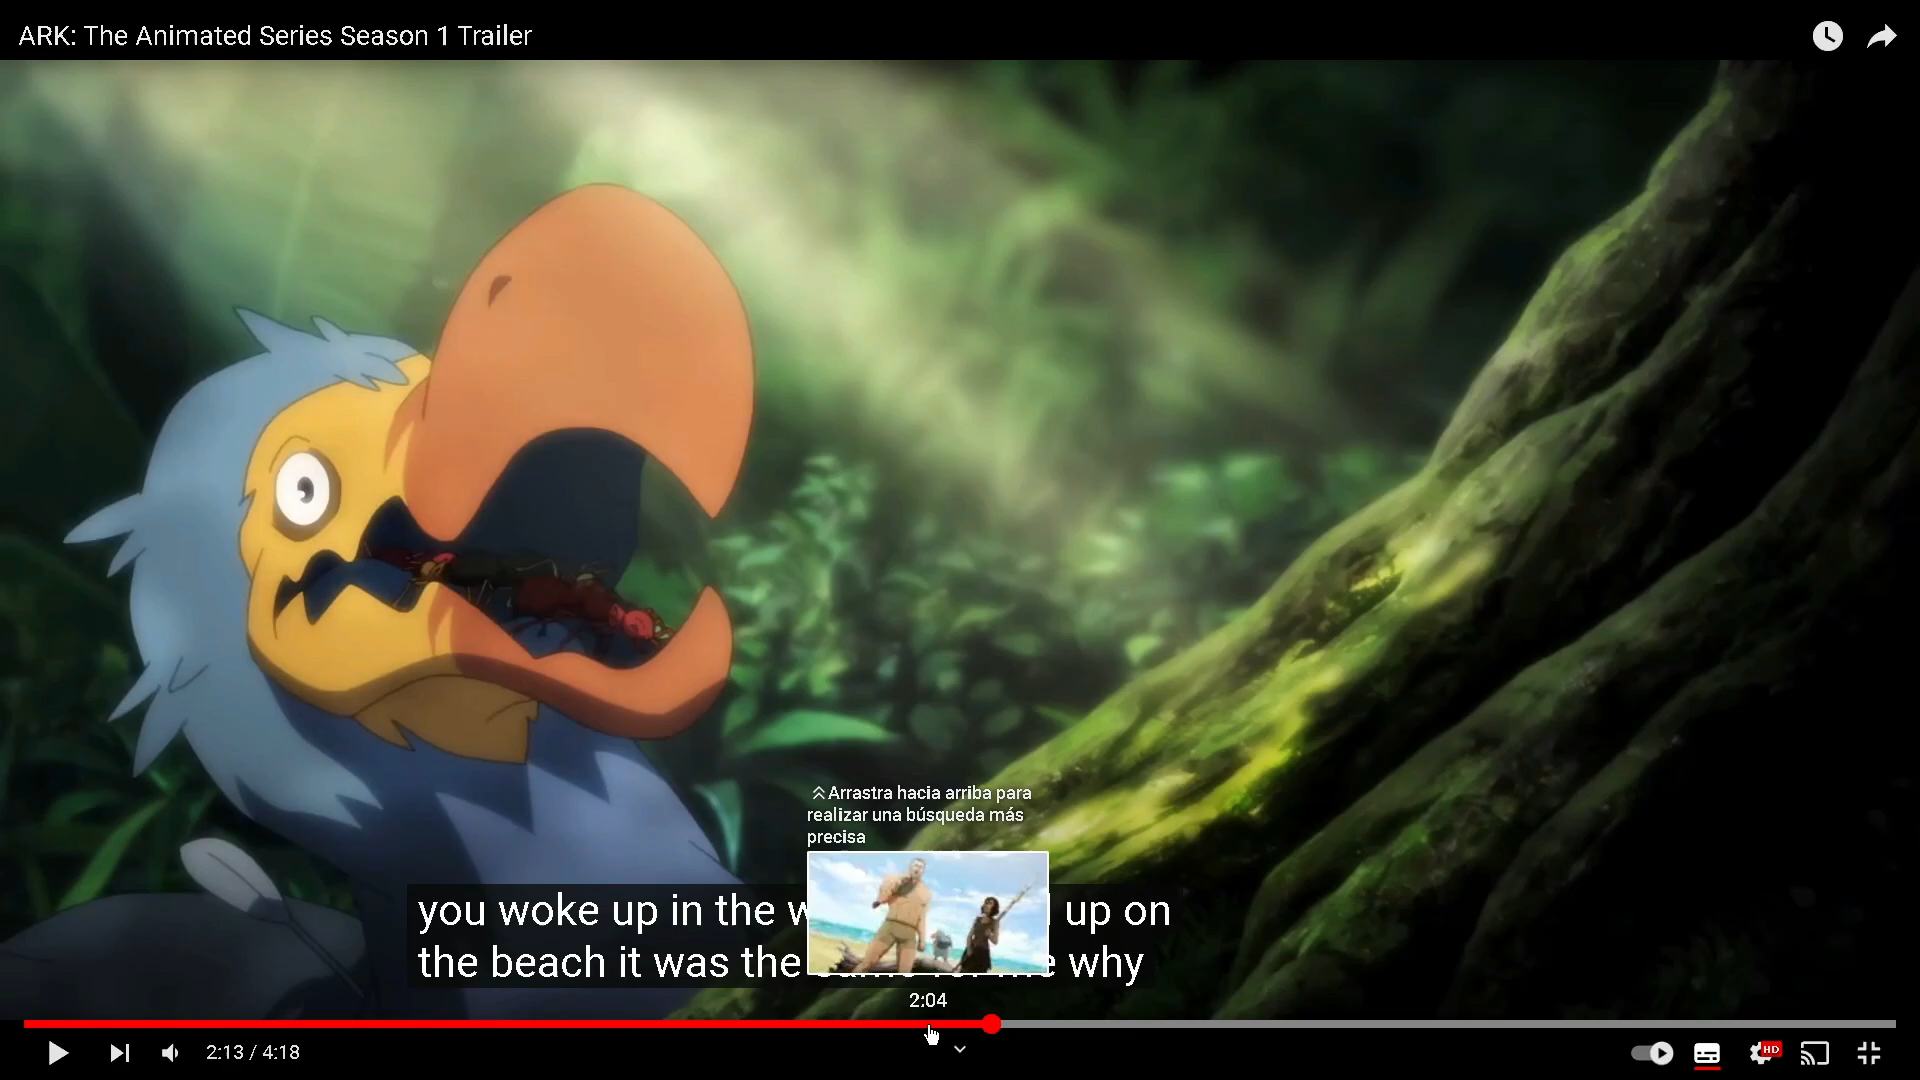 ARK: The Animated Series Season 1 Trailer
Arrastra hacia arriba para
realizar una búsqueda más
precisa
you woke up in the up on
the beach it was the why
2:04
2:13 / 4:18
HD